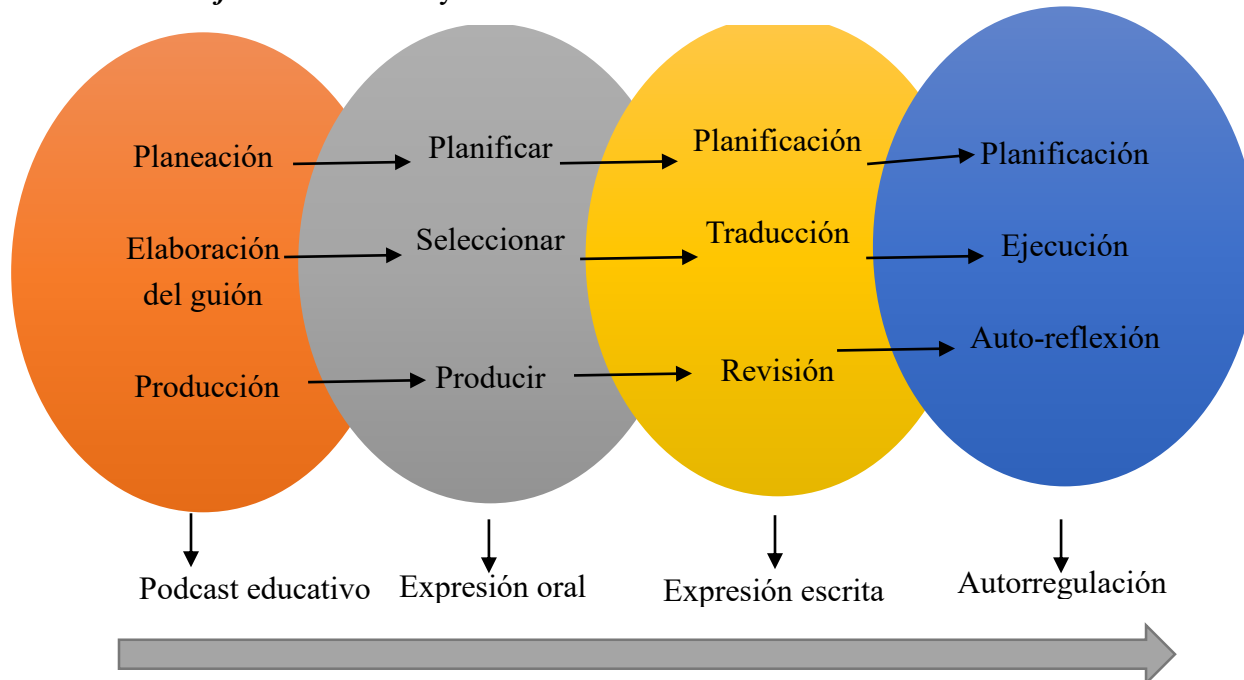 Planeación
Planificar
Planificación
Planificación
Elaboración
del guión
Seleccionar
Traducción
Ejecución
Producción
Producir
Revisión
Auto-reflexión
Podcast educativo
Expresión oral
Expresión escrita
Autorregulación